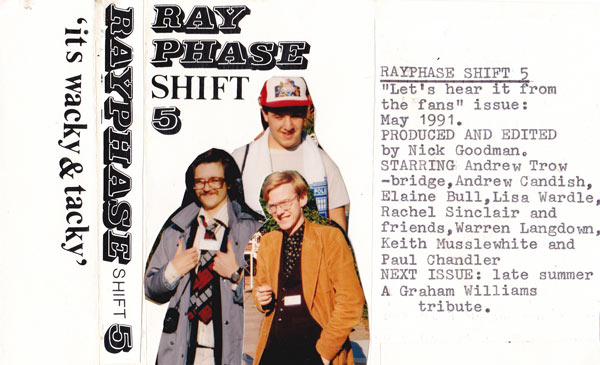 'its wacky & tacky'
RAYPHASE SHIFT 5
RAY
PHASE
SHIFT
5
RAYPHASE SHIFT 5
"Let's hear it from
the fans" issue:
May 1991.
PRODUCED AND EDITED
by Nick Goodman.
STARRING Andrew Trow
-bridge,Andrew Candish,
Elaine Bull,Lisa Wardle,
Rachel Sinclair and
friends,Warren Langdown,
Keith Musslewhite and
Paul Chandler
NEXT ISSUE: late summer
A Graham Williams
tribute.